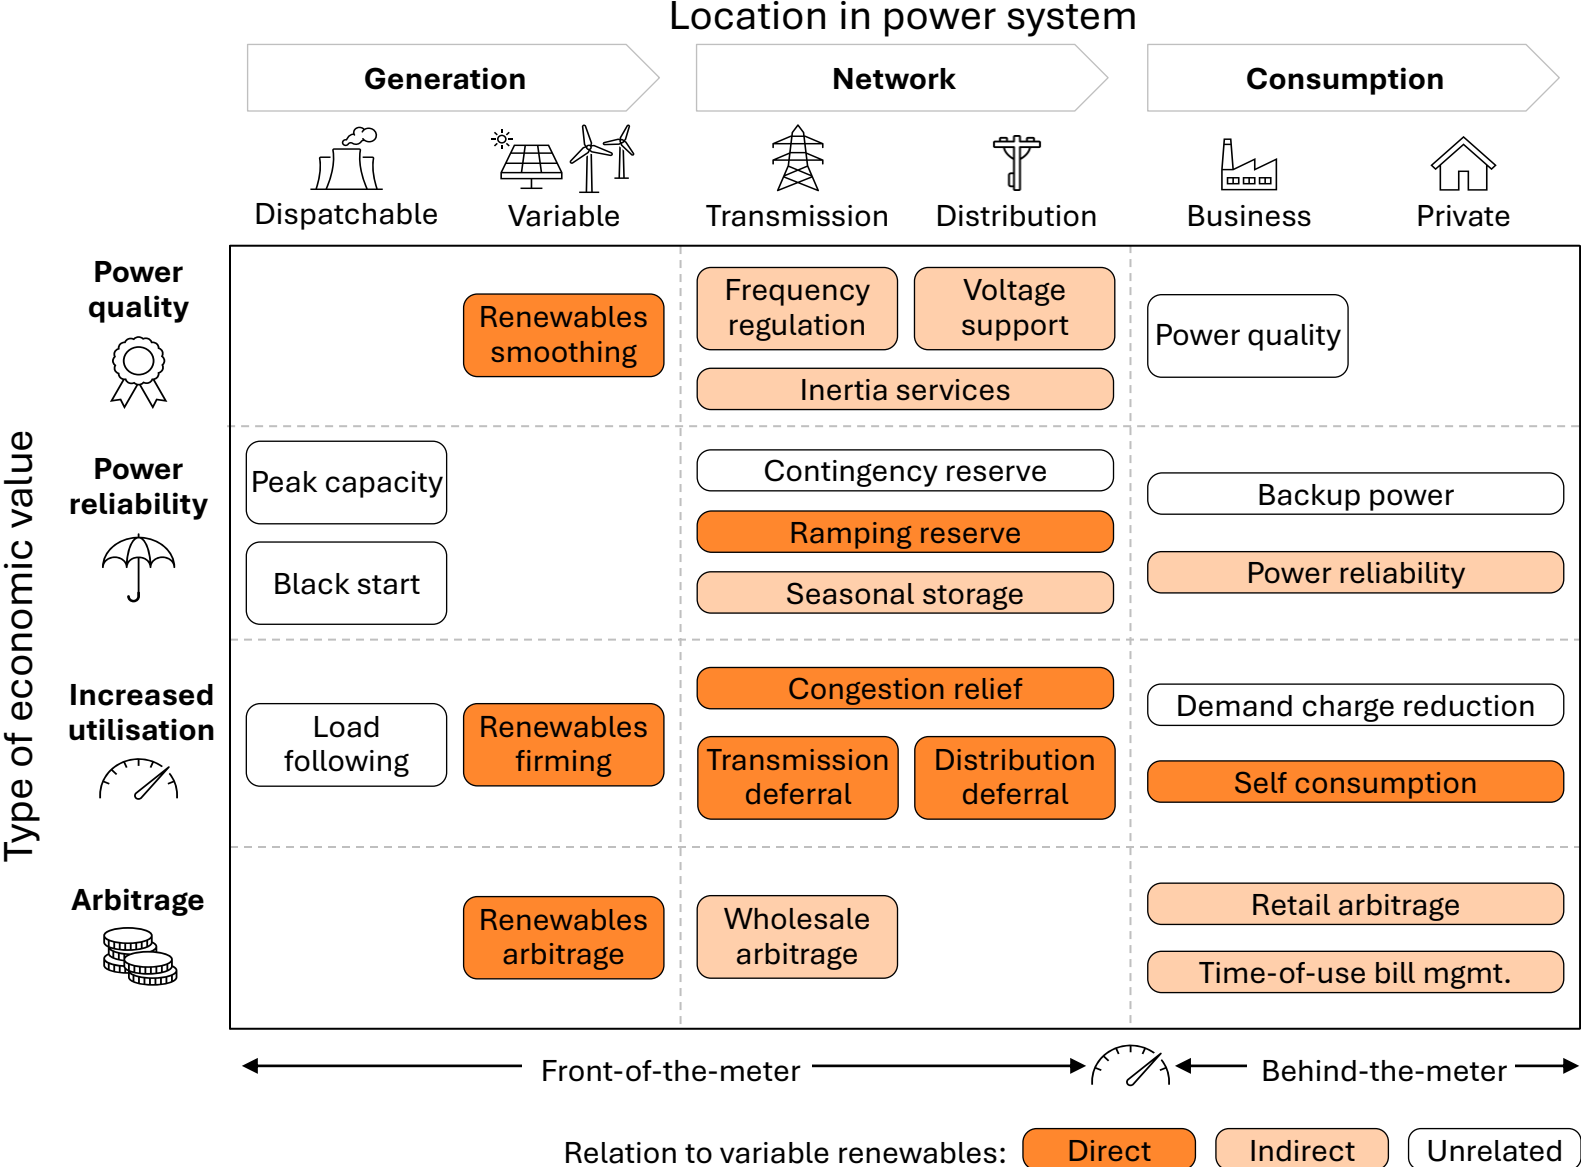 Location in power system
Generation
Network
Consumption
Dispatchable
Variable
Transmission
Distribution
Business
Private
Type of economic value
Power
quality
Renewables
smoothing
Frequency
regulation
Voltage
support
Inertia services
Power quality
Power
reliability
Peak capacity
Black start
Contingency reserve
Ramping reserve
Seasonal storage
Backup power
Power reliability
Increased
utilisation
Load
following
Renewables
firming
Congestion relief
Transmission
deferral
Distribution
deferral
Demand charge reduction
Self consumption
Arbitrage
Renewables
arbitrage
Wholesale
arbitrage
Retail arbitrage
Time-of-use bill mgmt.
Front-of-the-meter
Behind-the-meter
Relation to variable renewables:
Direct
Indirect
Unrelated